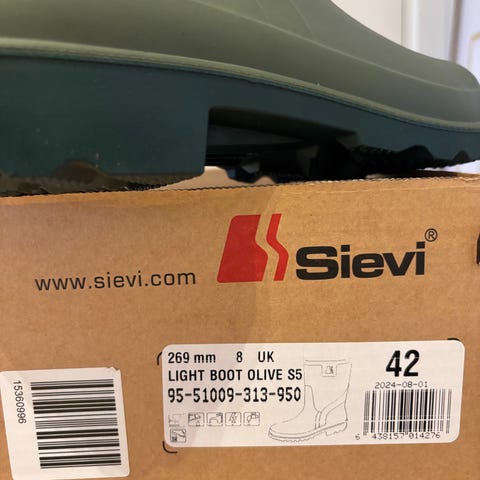 www.sievi.com
Sievi®
269 mm 8 UK
LIGHT BOOT OLIVE S5
95-51009-313-950
42
2024-08-01
6 438157 014276
15360996